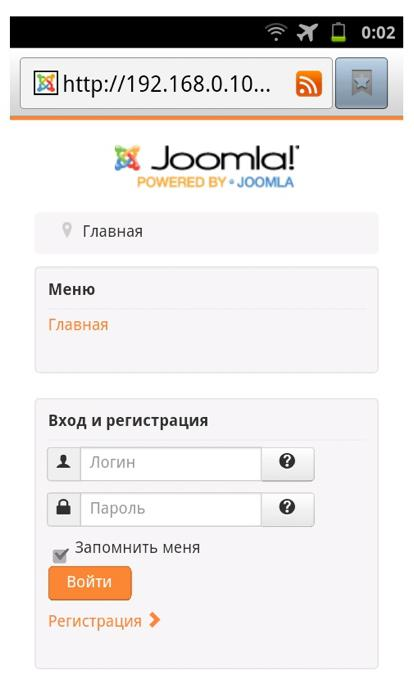 0:02
http://192.168.0.10...
Joomla!
POWERED BY JOOMLA
Главная
Меню
Главная
Вход и регистрация
Логин
Пароль
Запомнить меня
Войти
Регистрация